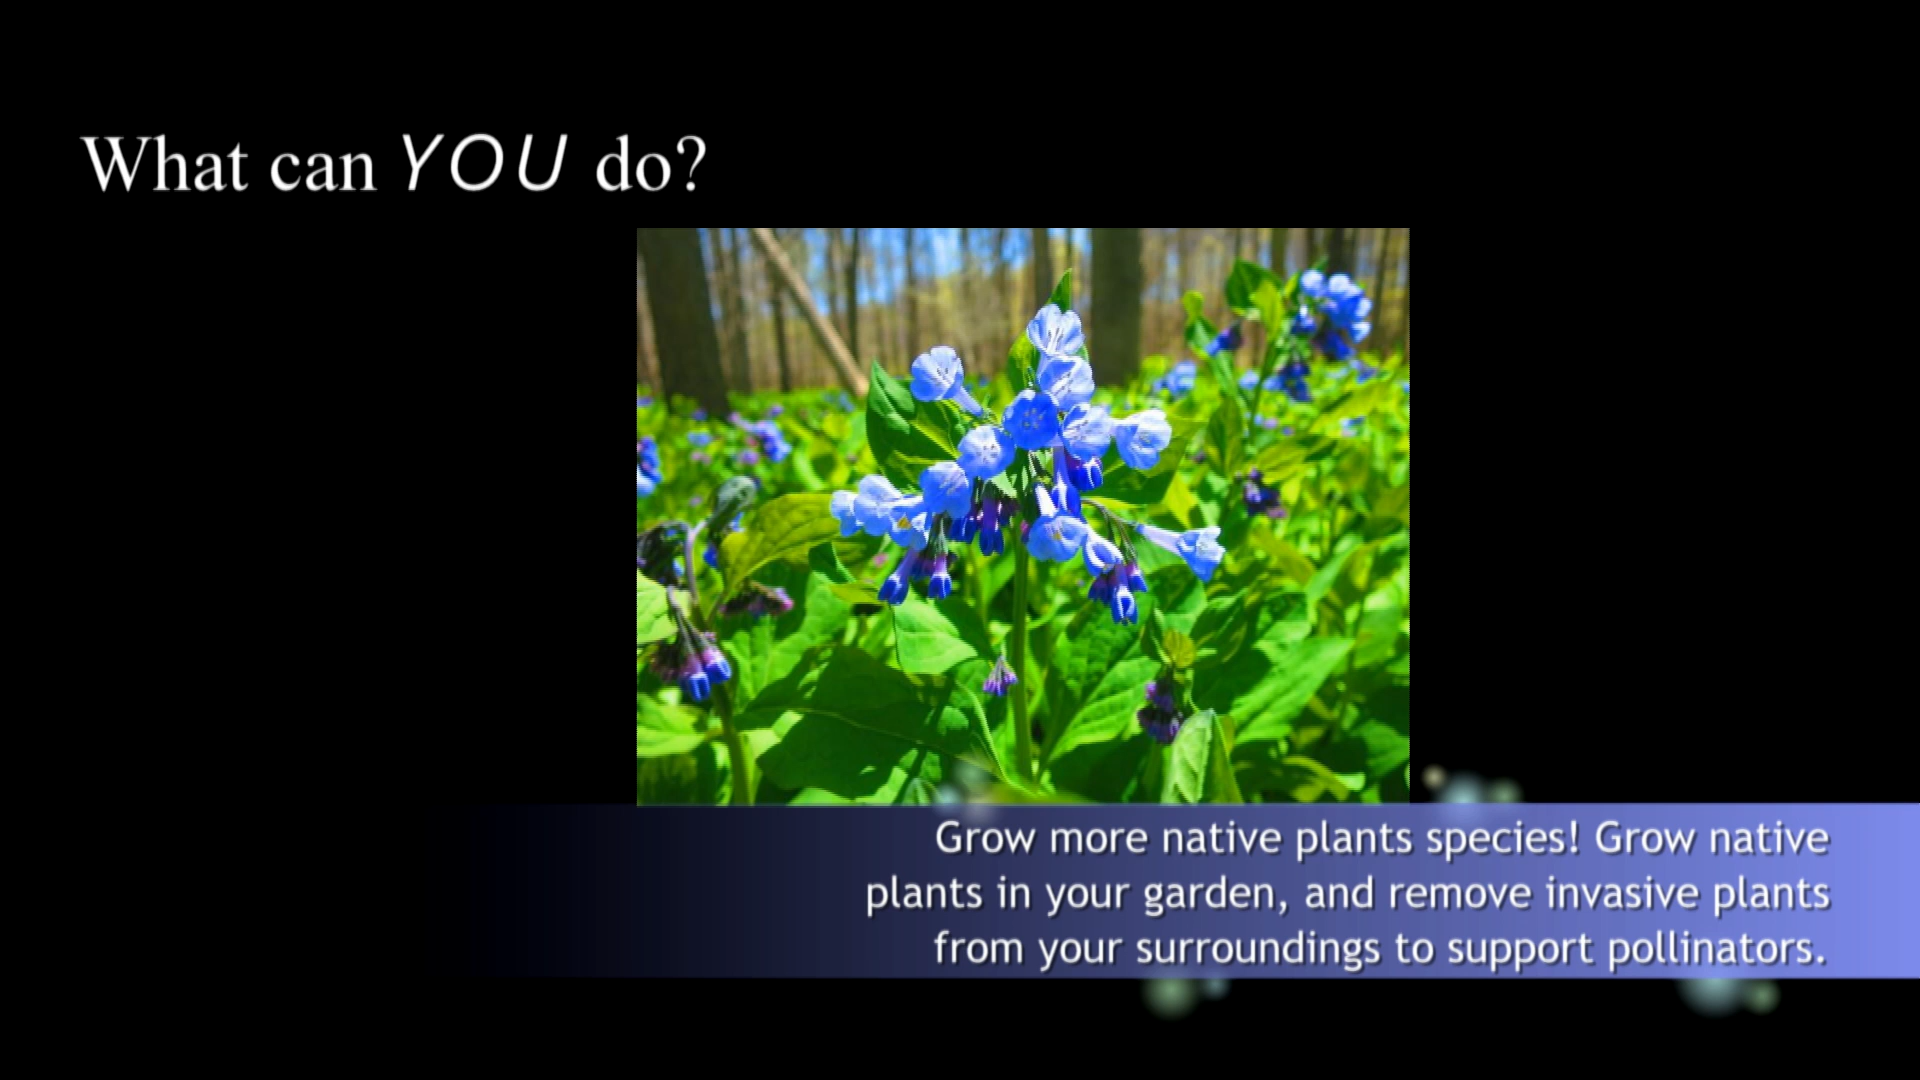 What can YOU do?
Grow more native plants species! Grow native
plants in your garden, and remove invasive plants
from your surroundings to support pollinators.